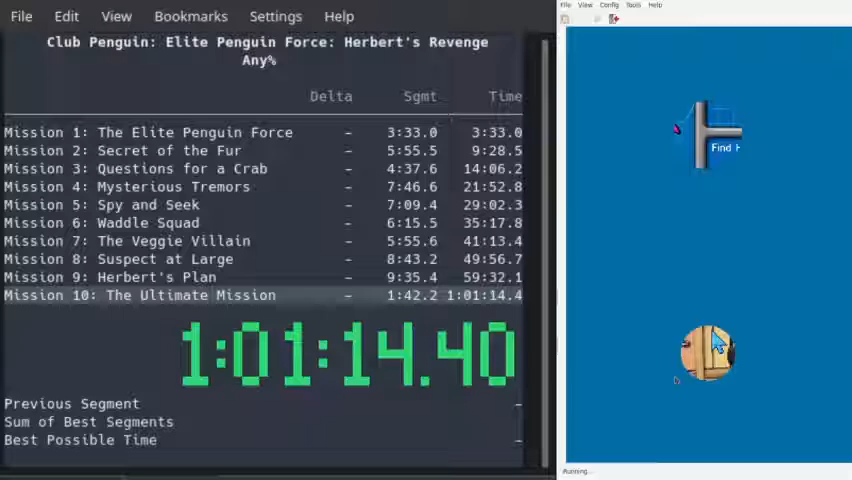 File Edit View Bookmarks Settings Help
Club Penguin: Elite Penguin Force: Herbert's Revenge
Any%
Delta Sgmt Time
Mission 1: The Elite Penguin Force – 3:33.0 3:33.0
Mission 2: Secret of the Fur – 5:55.5 9:28.5
Mission 3: Questions for a Crab – 4:37.6 14:06.2
Mission 4: Mysterious Tremors – 7:46.6 21:52.8
Mission 5: Spy and Seek – 7:09.4 29:02.3
Mission 6: Waddle Squad – 6:15.5 35:17.8
Mission 7: The Veggie Villain – 5:55.6 41:13.4
Mission 8: Suspect at Large – 8:43.2 49:56.7
Mission 9: Herbert's Plan – 9:35.4 59:32.1
Mission 10: The Ultimate Mission – 1:42.2 1:01:14.4
1:01:14.40
Previous Segment –
Sum of Best Segments
Best Possible Time –
File View Config Tools Help
Find H
Running...